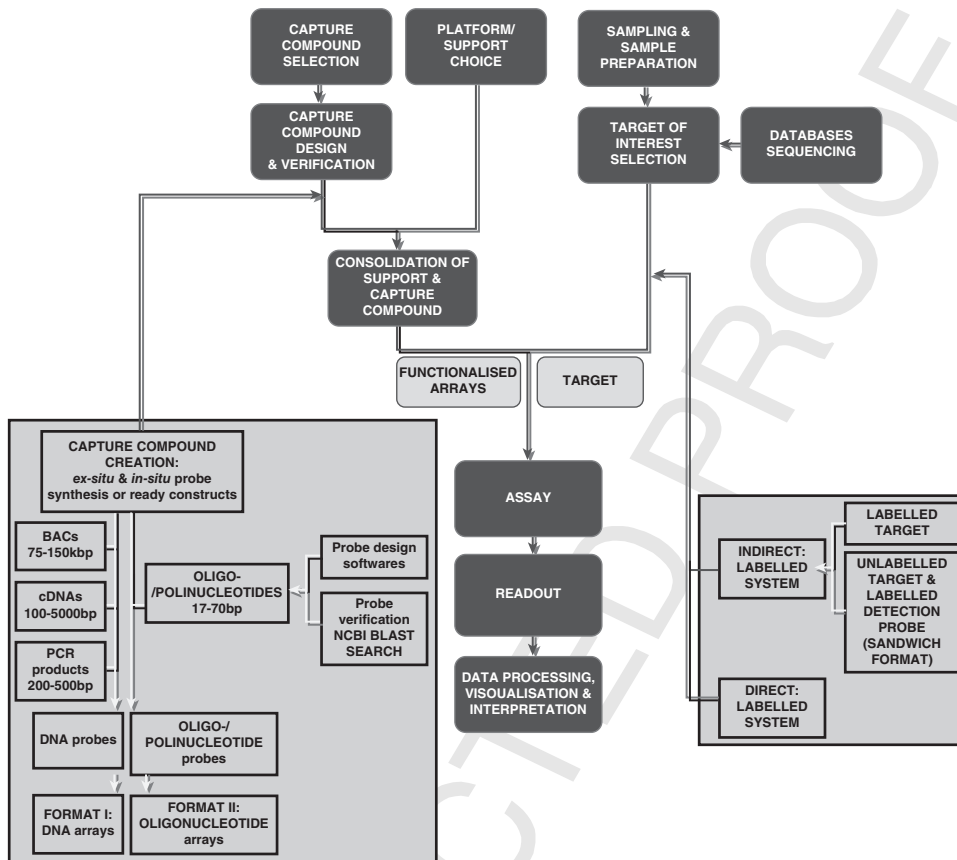 CAPTURE
COMPOUND
SELECTION
PLATFORM/
SUPPORT
CHOICE
SAMPLING &
SAMPLE
PREPARATION
CAPTURE
COMPOUND
DESIGN
& VERIFICATION
TARGET OF
INTEREST
SELECTION
DATABASES
SEQUENCING
CONSOLIDATION OF
SUPPORT &
CAPTURE
COMPOUND
FUNCTIONALISED
ARRAYS
TARGET
CAPTURE COMPOUND
CREATION:
ex-situ & in-situ probe
synthesis or ready constructs
BACs
75-150kbp
cDNAs
100-5000bp
PCR
products
200-500bp
OLIGO-
/POLINUCLEOTIDES
17-70bp
Probe design
softwares
Probe
verification
NCBI BLAST
SEARCH
DNA probes
OLIGO-/
POLINUCLEOTIDE
probes
FORMAT I:
DNA arrays
FORMAT II:
OLIGONUCLEOTIDE
arrays
ASSAY
READOUT
DATA PROCESSING,
VISOUALISATION &
INTERPRETATION
LABELLED
TARGET
INDIRECT:
LABELLED
SYSTEM
UNLABELLED
TARGET &
LABELLED
DETECTION
PROBE
(SANDWICH
FORMAT)
DIRECT:
LABELLED
SYSTEM
CTED PROOF